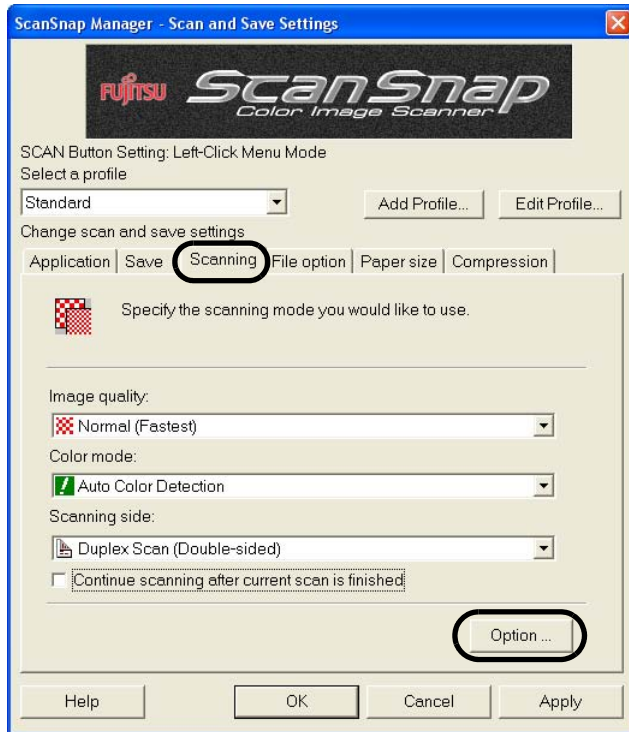 ScanSnap Manager - Scan and Save Settings
FUJITSU ScanSnap
Color Image Scanner
SCAN Button Setting: Left-Click Menu Mode
Select a profile
Standard Add Profile... Edit Profile...
Change scan and save settings
Application Save Scanning File option Paper size Compression
Specify the scanning mode you would like to use.
Image quality:
Normal (Fastest)
Color mode:
Auto Color Detection
Scanning side:
Duplex Scan (Double-sided)
Continue scanning after current scan is finished
Option ...
Help OK Cancel Apply